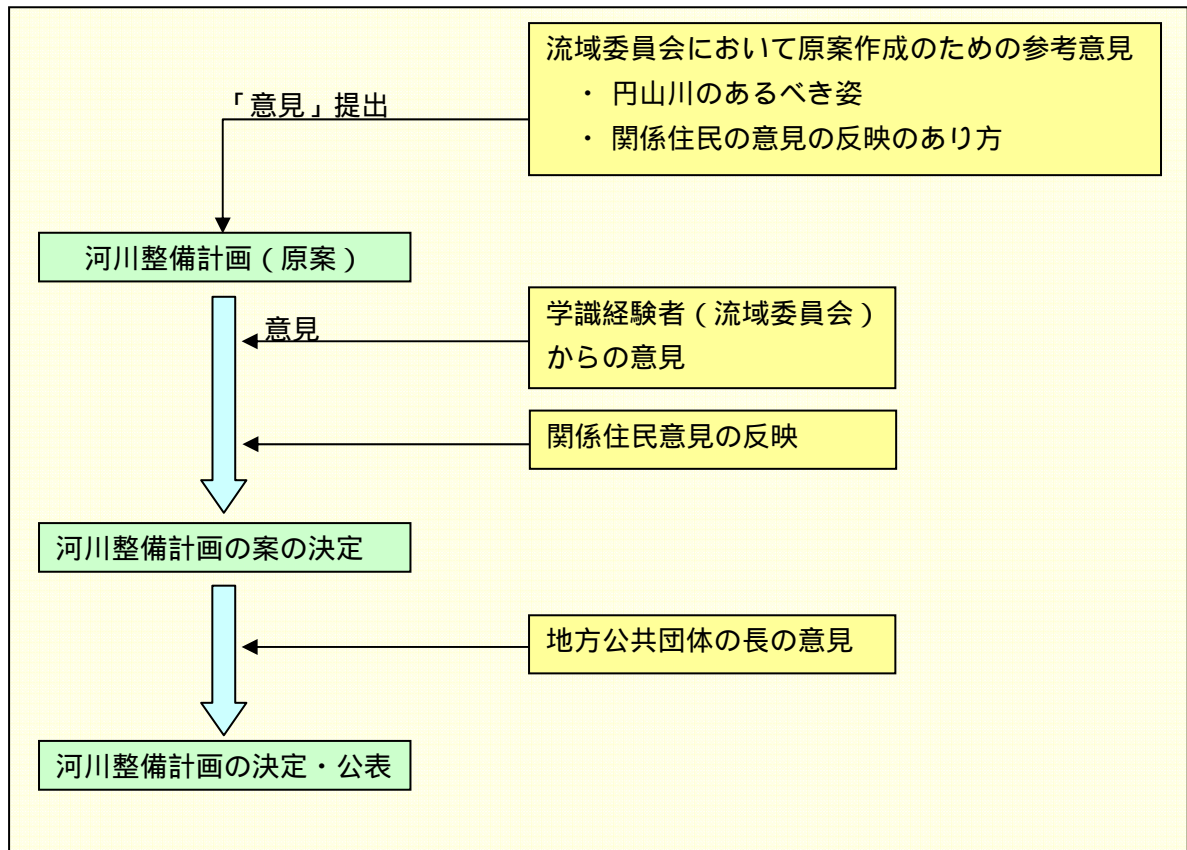 流域委員会において原案作成のための参考意見
・ 円山川のあるべき姿
・ 関係住民の意見の反映のあり方
「意見」提出
河川整備計画（原案）
意見
学識経験者（流域委員会）
からの意見
関係住民意見の反映
河川整備計画の案の決定
地方公共団体の長の意見
河川整備計画の決定・公表